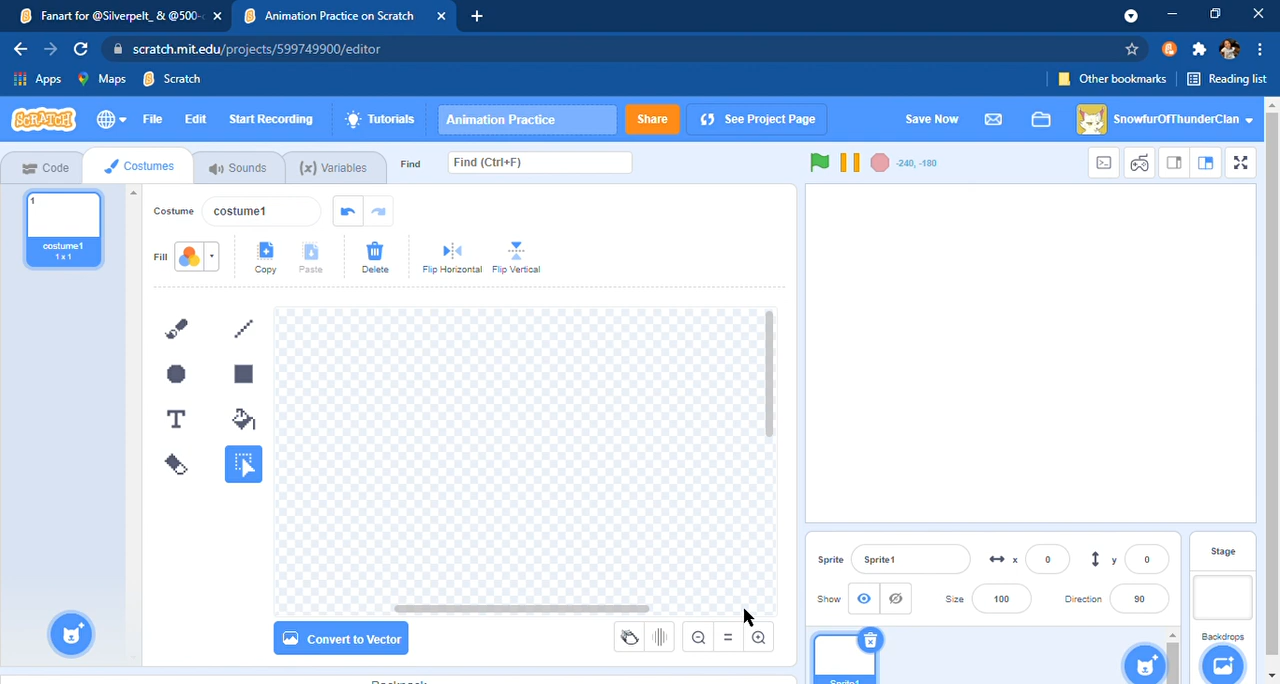 Fanart for @Silverpelt_ & @500-
Animation Practice on Scratch
scratch.mit.edu/projects/599749900/editor
Apps Maps Scratch Other bookmarks Reading list
SCRATCH File Edit Start Recording Tutorials Animation Practice Share See Project Page Save Now SnowfurOfThunderClan
Code Costumes Sounds (x) Variables Find Find (Ctrl+F) -240, -180
1
costume1
1 x 1
Costume costume1
Fill Copy Paste Delete Flip Horizontal Flip Vertical
T
Convert to Vector
Sprite Sprite1 x 0 y 0
Show Size 100 Direction 90
Sprite1
Stage
Backdrops
Backpack